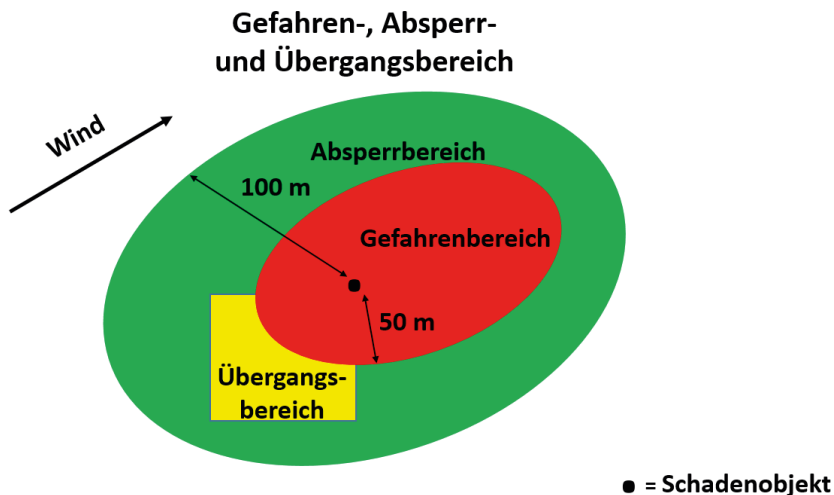 Gefahren-, Absperr-
und Übergangsbereich
Wind
Absperrbereich
100 m
Gefahrenbereich
50 m
Übergangs-
bereich
= Schadenobjekt